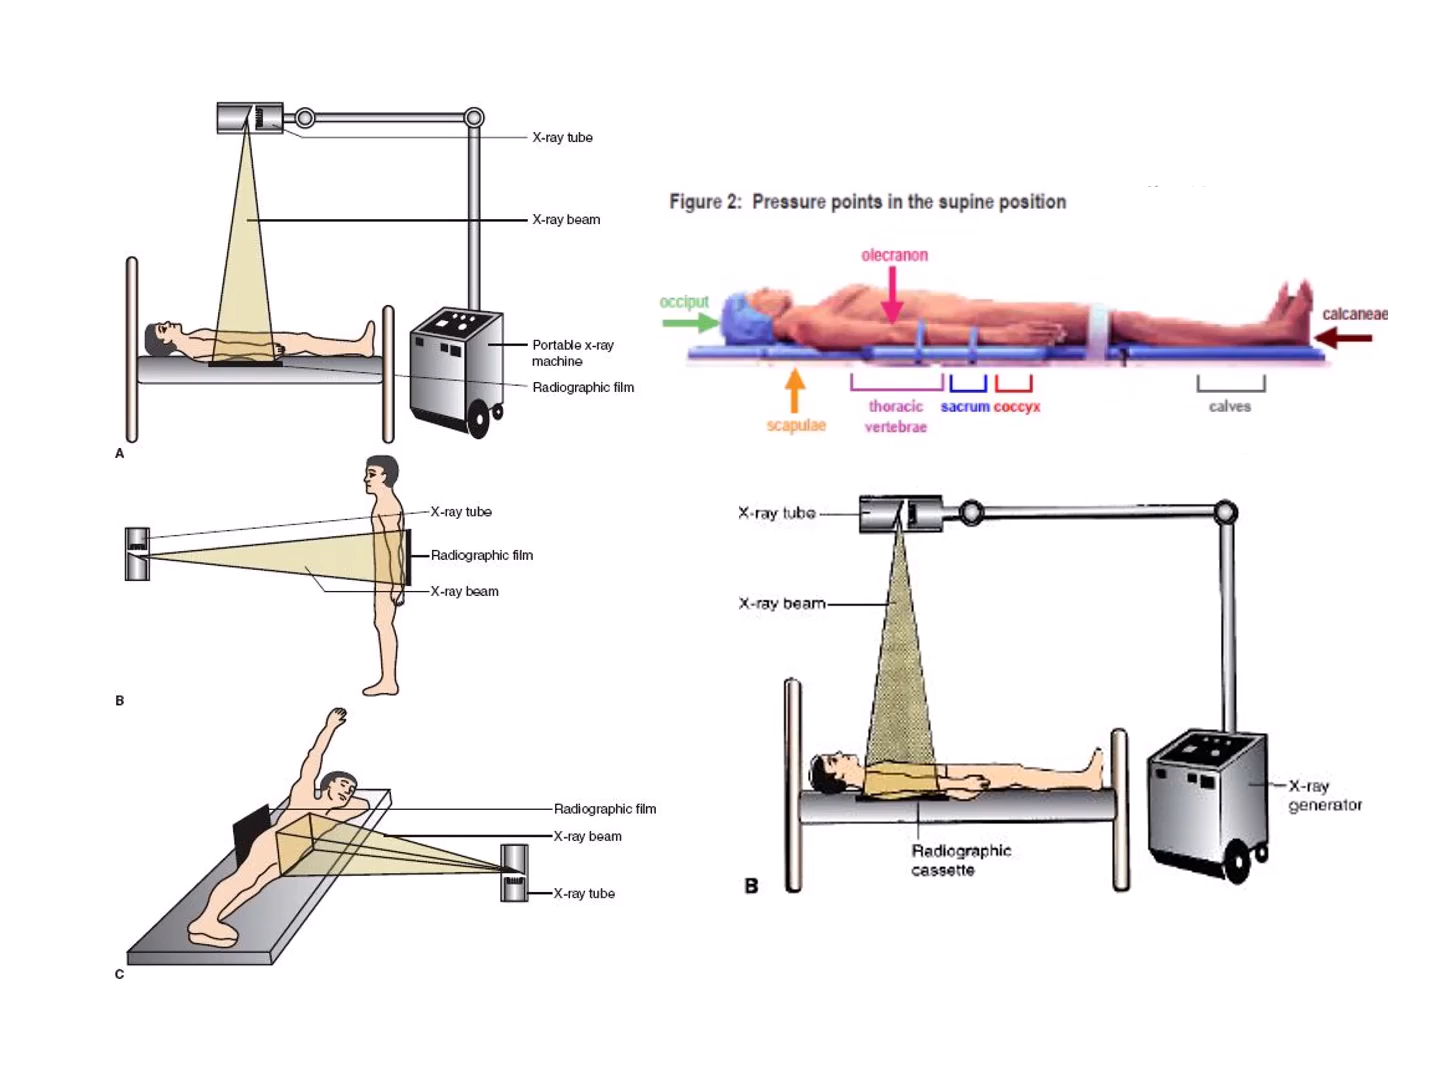 X-ray tube
X-ray beam
Portable x-ray
machine
Radiographic film
A
X-ray tube
Radiographic film
X-ray beam
B
Radiographic film
X-ray beam
X-ray tube
C
Figure 2: Pressure points in the supine position
olecranon
occiput
calcaneae
thoracic
vertebrae
sacrum
coccyx
calves
scapulae
X-ray tube
X-ray beam
X-ray
generator
Radiographic
cassette
B